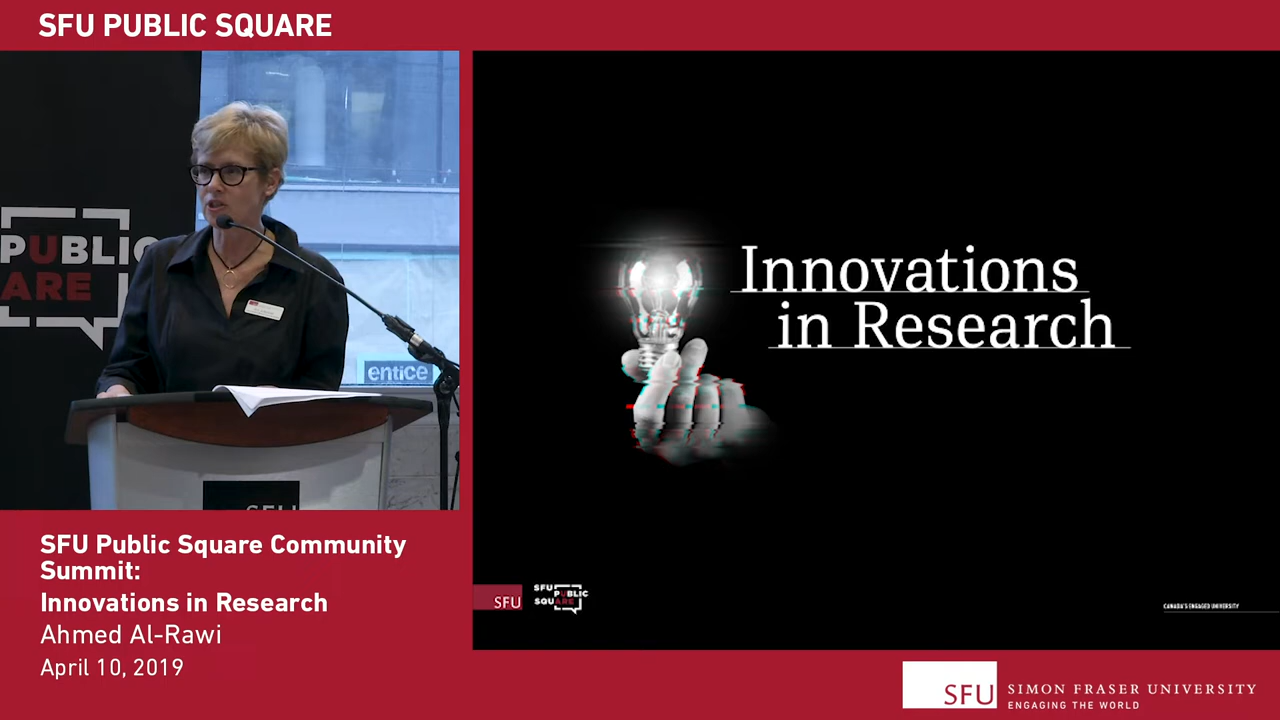 SFU PUBLIC SQUARE
PUBLIC
ARE
entice
SFU
Innovations
in Research
SFU
SFU PUBLIC
SQUARE
CANADA'S ENGAGED UNIVERSITY
SFU Public Square Community
Summit:
Innovations in Research
Ahmed Al-Rawi
April 10, 2019
SFU SIMON FRASER UNIVERSITY
ENGAGING THE WORLD